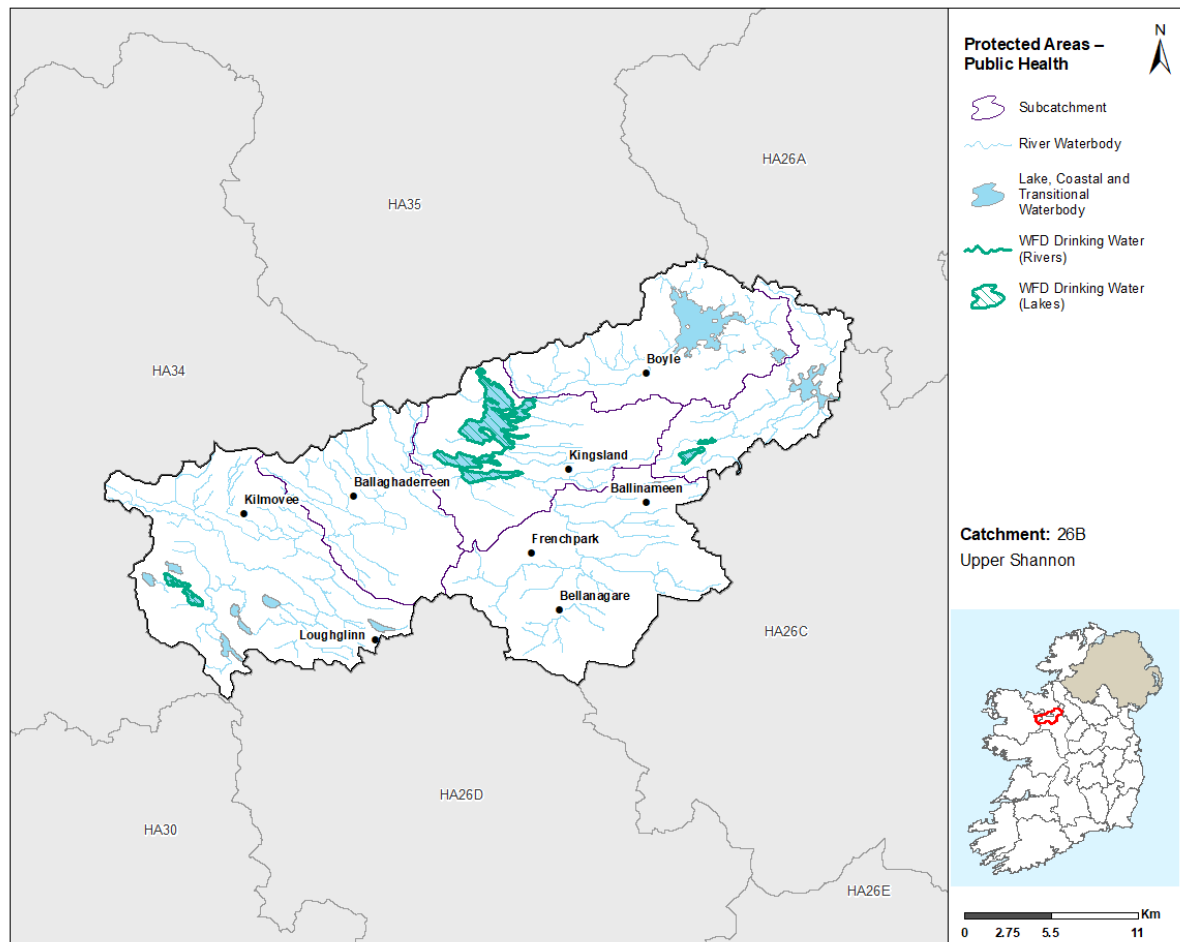 HA26A
HA35
HA34
Boyle
Kingsland
Ballaghaderreen
Ballinameen
Kilmovee
Frenchpark
Bellanagare
Loughglinn
HA26C
HA26D
HA30
HA26E
N
Protected Areas –
Public Health
Subcatchment
River Waterbody
Lake, Coastal and
Transitional
Waterbody
WFD Drinking Water
(Rivers)
WFD Drinking Water
(Lakes)
Catchment: 26B
Upper Shannon
Km
0 2.75 5.5 11